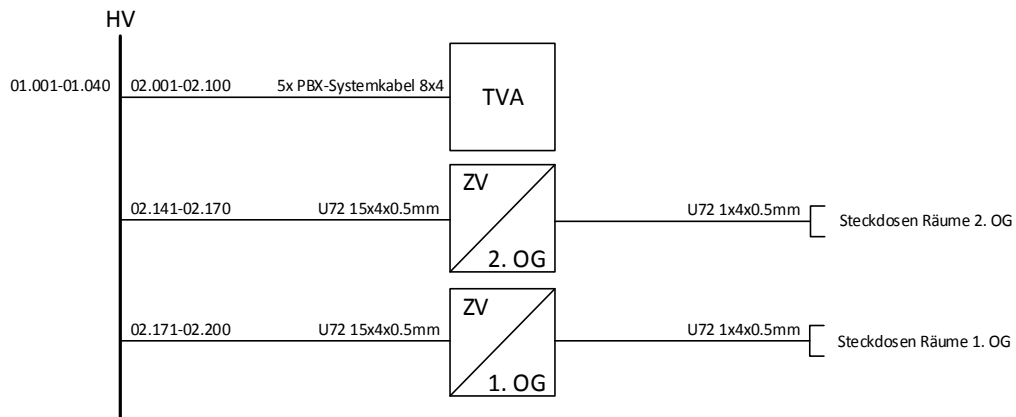 HV
01.001-01.040
02.001-02.100
5x PBX-Systemkabel 8x4
TVA
02.141-02.170
U72 15x4x0.5mm
ZV
2. OG
U72 1x4x0.5mm
Steckdosen Räume 2. OG
02.171-02.200
U72 15x4x0.5mm
ZV
1. OG
U72 1x4x0.5mm
Steckdosen Räume 1. OG